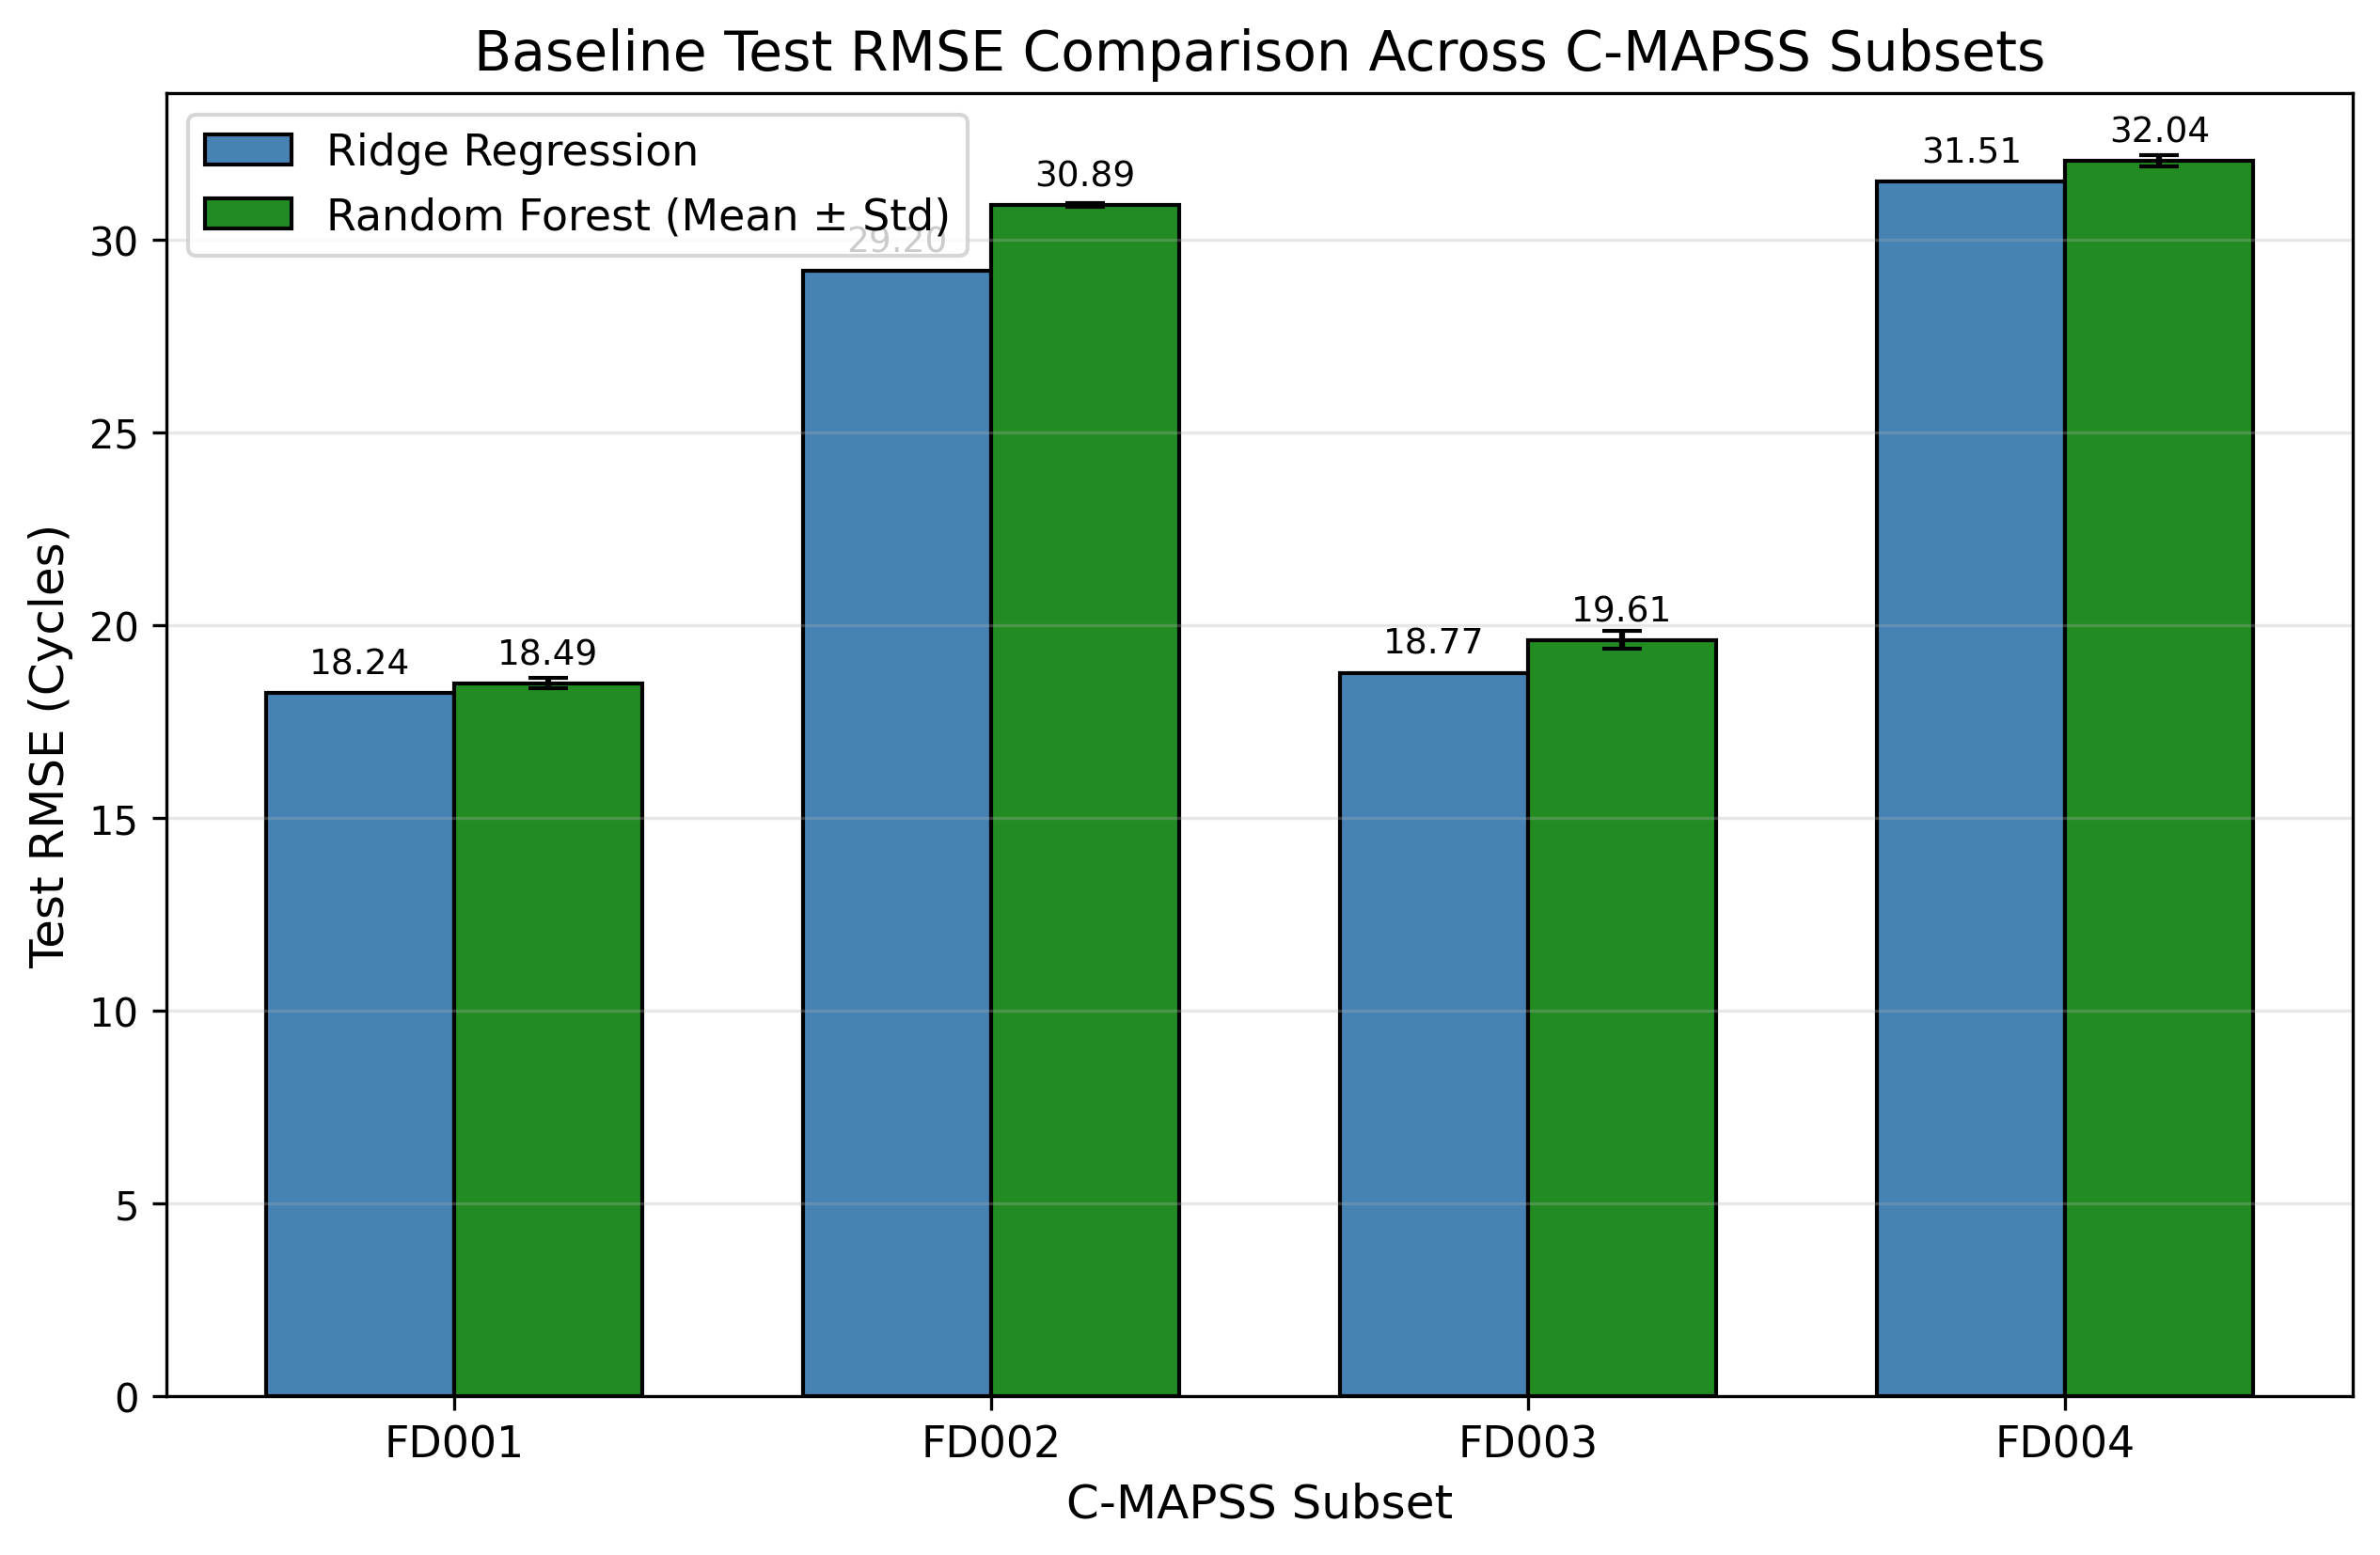 Baseline Test RMSE Comparison Across C-MAPSS Subsets
Ridge Regression
Random Forest (Mean ± Std)
29.20
30.89
31.51
32.04
18.24
18.49
18.77
19.61
Test RMSE (Cycles)
30
25
20
15
10
5
0
FD001
FD002
FD003
FD004
C-MAPSS Subset